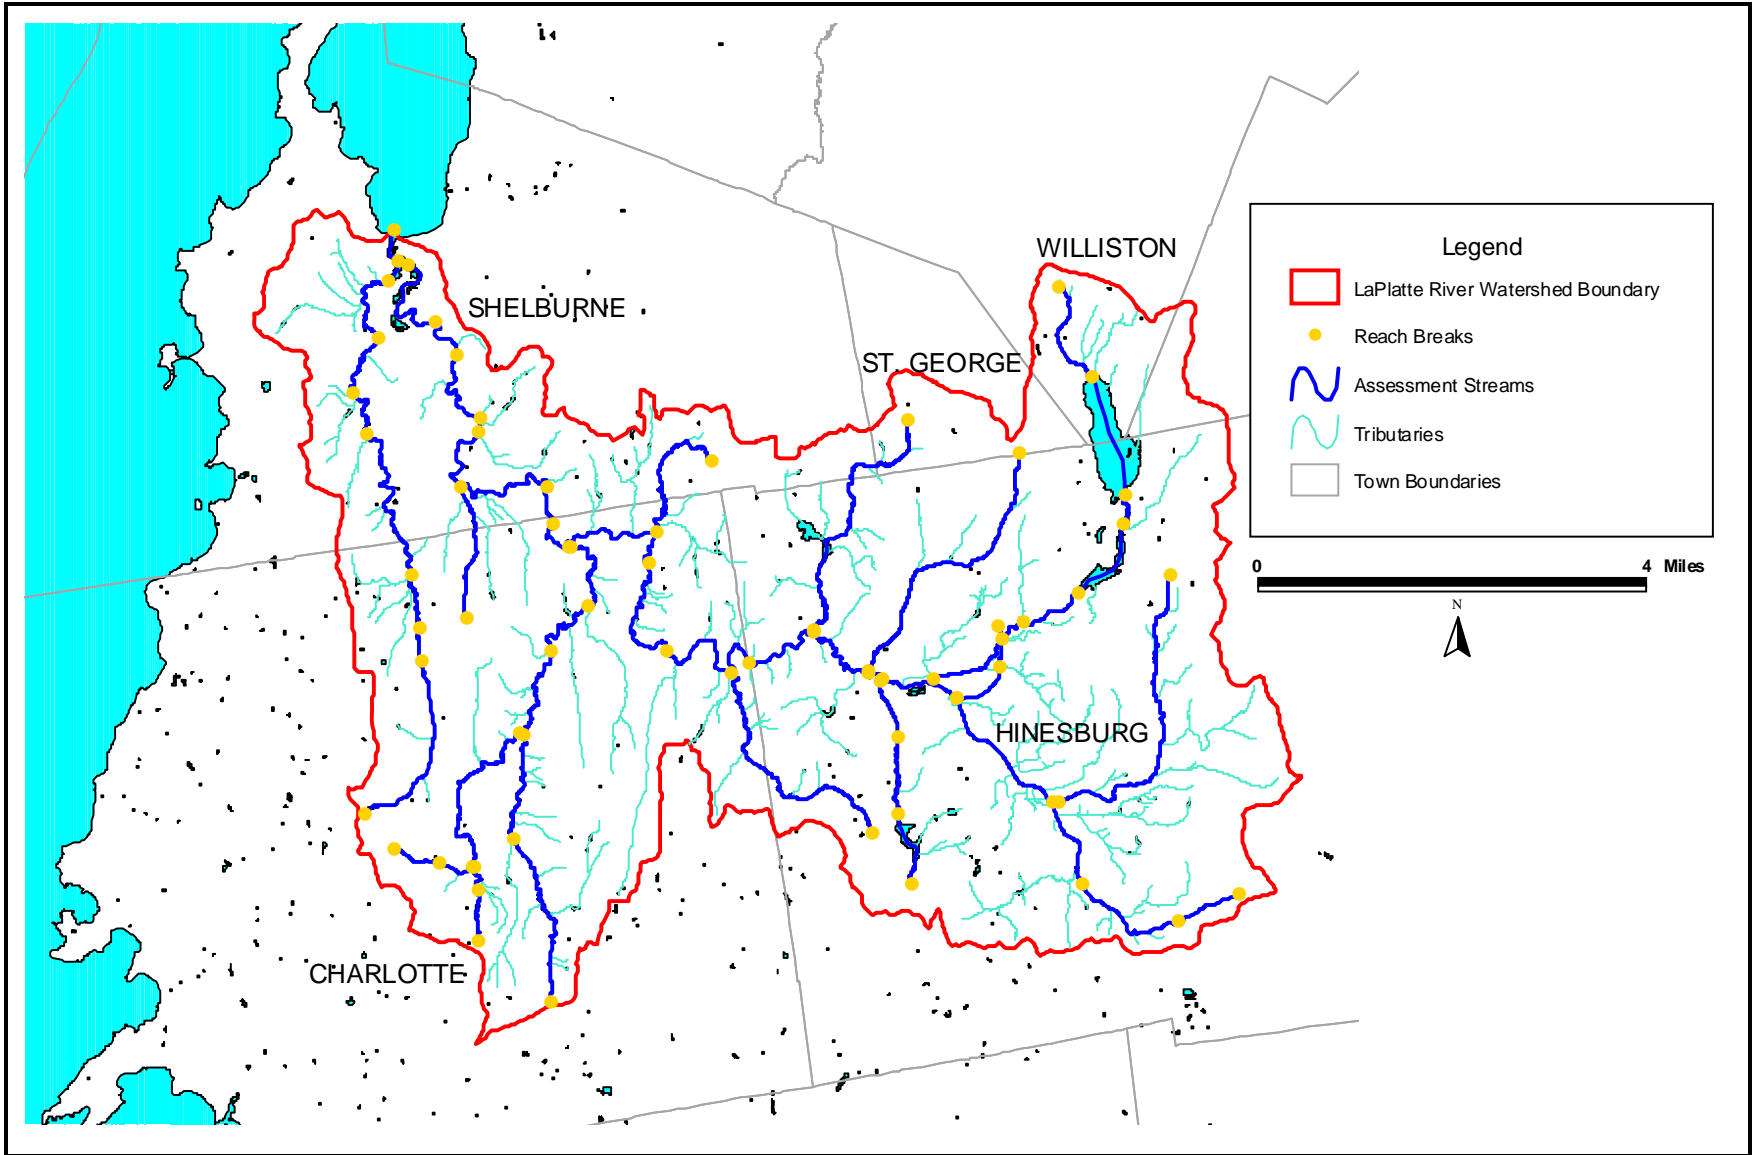 WILLISTON
SHELBURNE
ST. GEORGE
HINESBURG
CHARLOTTE
Legend
LaPlatte River Watershed Boundary
Reach Breaks
Assessment Streams
Tributaries
Town Boundaries
0 4 Miles
N